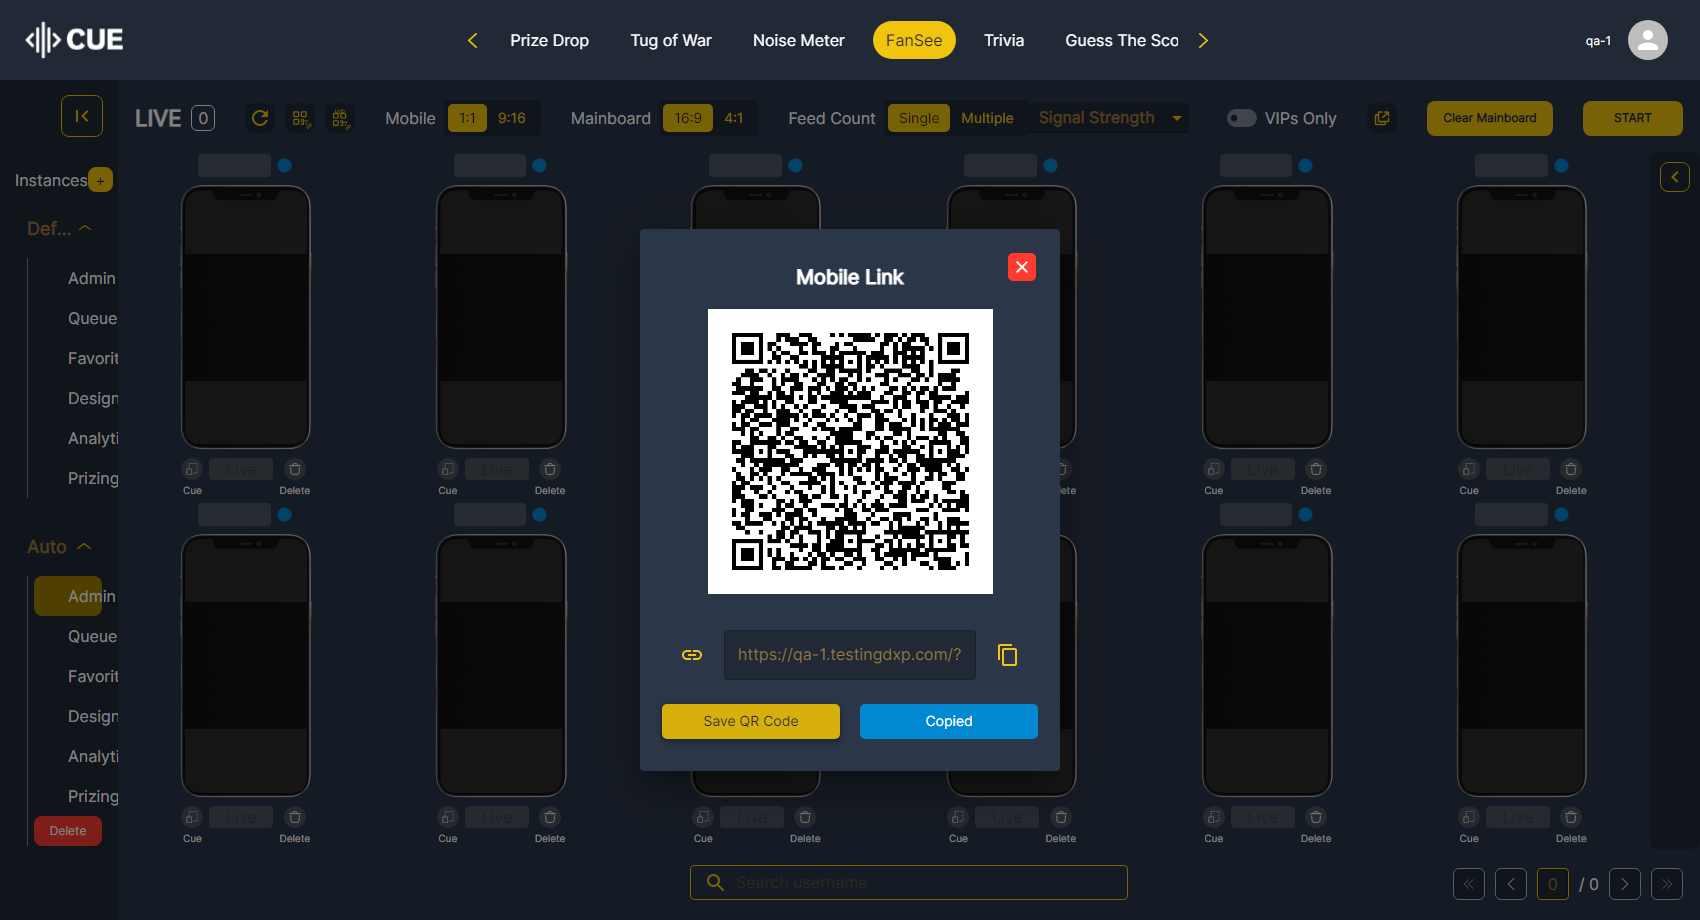 CUE
Prize Drop Tug of War Noise Meter FanSee Trivia Guess The Sco
qa-1
LIVE 0 Mobile 1:1 9:16 Mainboard 16:9 4:1 Feed Count Single Multiple Signal Strength VIPs Only Clear Mainboard START
Instances +
Def...
Admin
Queue
Favorit
Design
Analyti
Prizing
Auto
Admin
Queue
Favorit
Design
Analyti
Prizing
Delete
Mobile Link
https://qa-1.testingdxp.com/?
Save QR Code Copied
Live Live Live Live
Cue Delete Cue Delete lete Cue Delete Cue Delete
Live Live Live Live Live Live
Cue Delete Cue Delete Cue Delete Cue Delete Cue Delete Cue Delete
Search username
0 / 0